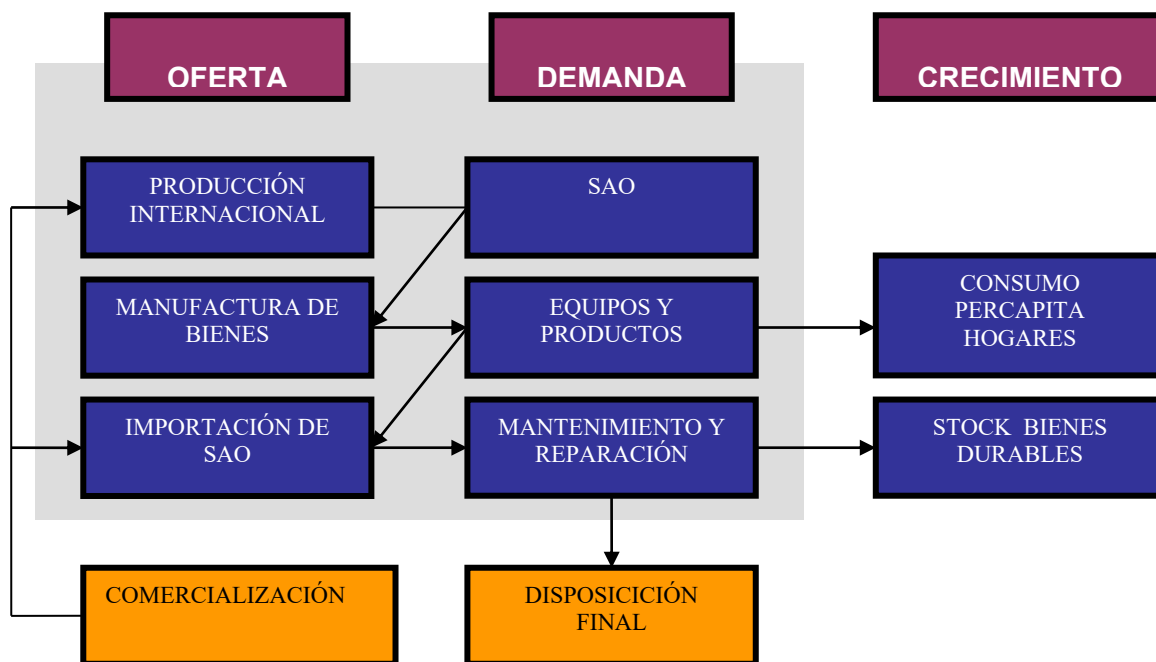 OFERTA
DEMANDA
CRECIMIENTO
PRODUCCIÓN
INTERNACIONAL
SAO
MANUFACTURA DE
BIENES
EQUIPOS Y
PRODUCTOS
CONSUMO
PERCAPITA
HOGARES
IMPORTACIÓN DE
SAO
MANTENIMIENTO Y
REPARACIÓN
STOCK BIENES
DURABLES
COMERCIALIZACIÓN
DISPOSICICIÓN
FINAL